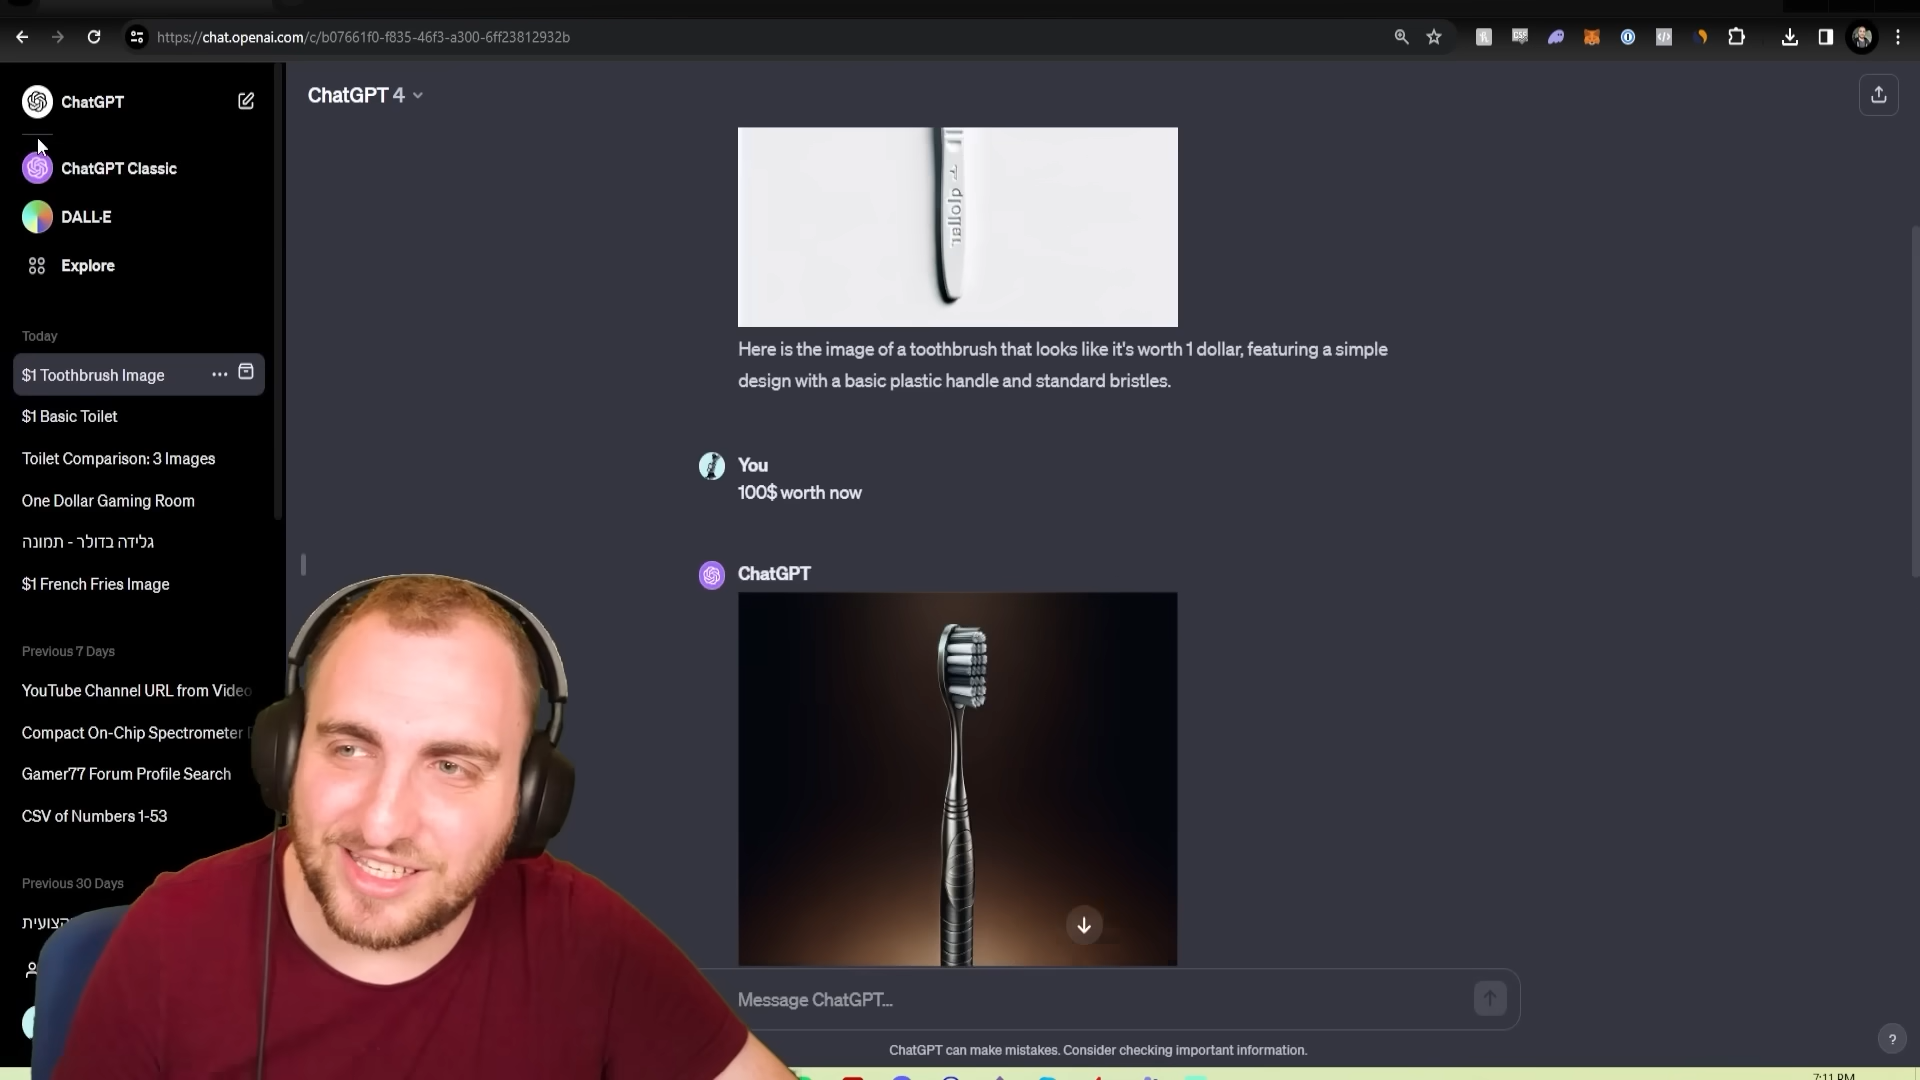 https://chat.openai.com/c/b07661f0-f835-46f3-a300-6ff23812932b
ChatGPT
ChatGPT Classic
DALL·E
Explore
Today
$1 Toothbrush Image
$1 Basic Toilet
Toilet Comparison: 3 Images
One Dollar Gaming Room
גלידה בדולר - תמונה
$1 French Fries Image
Previous 7 Days
YouTube Channel URL from Video
Compact On-Chip Spectrometer
Gamer77 Forum Profile Search
CSV of Numbers 1-53
Previous 30 Days
ChatGPT 4
Here is the image of a toothbrush that looks like it's worth 1 dollar, featuring a simple
design with a basic plastic handle and standard bristles.
You
100$ worth now
ChatGPT
Message ChatGPT...
ChatGPT can make mistakes. Consider checking important information.
?
7:11 PM